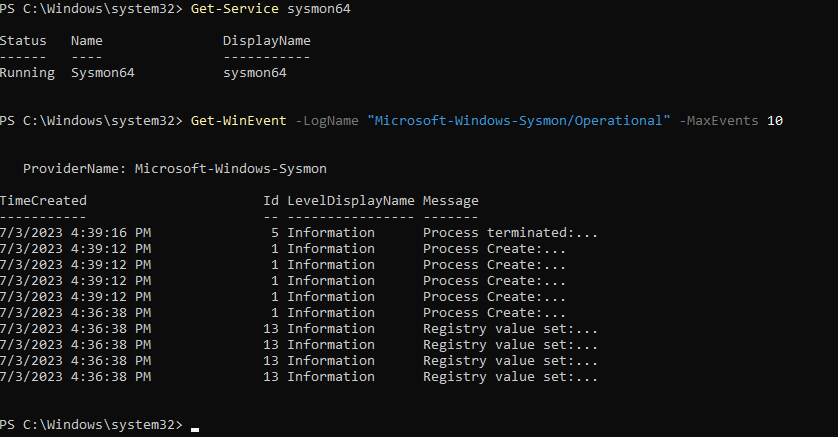 PS C:\Windows\system32> Get-Service sysmon64
Status   Name               DisplayName
------   ----               -----------
Running  Sysmon64           sysmon64
PS C:\Windows\system32> Get-WinEvent -LogName "Microsoft-Windows-Sysmon/Operational" -MaxEvents 10
ProviderName: Microsoft-Windows-Sysmon
TimeCreated                      Id LevelDisplayName Message
-----------                      -- ---------------- -------
7/3/2023 4:39:16 PM               5 Information      Process terminated:...
7/3/2023 4:39:12 PM               1 Information      Process Create:...
7/3/2023 4:39:12 PM               1 Information      Process Create:...
7/3/2023 4:39:12 PM               1 Information      Process Create:...
7/3/2023 4:39:12 PM               1 Information      Process Create:...
7/3/2023 4:36:38 PM               1 Information      Process Create:...
7/3/2023 4:36:38 PM              13 Information      Registry value set:...
7/3/2023 4:36:38 PM              13 Information      Registry value set:...
7/3/2023 4:36:38 PM              13 Information      Registry value set:...
7/3/2023 4:36:38 PM              13 Information      Registry value set:...
PS C:\Windows\system32>